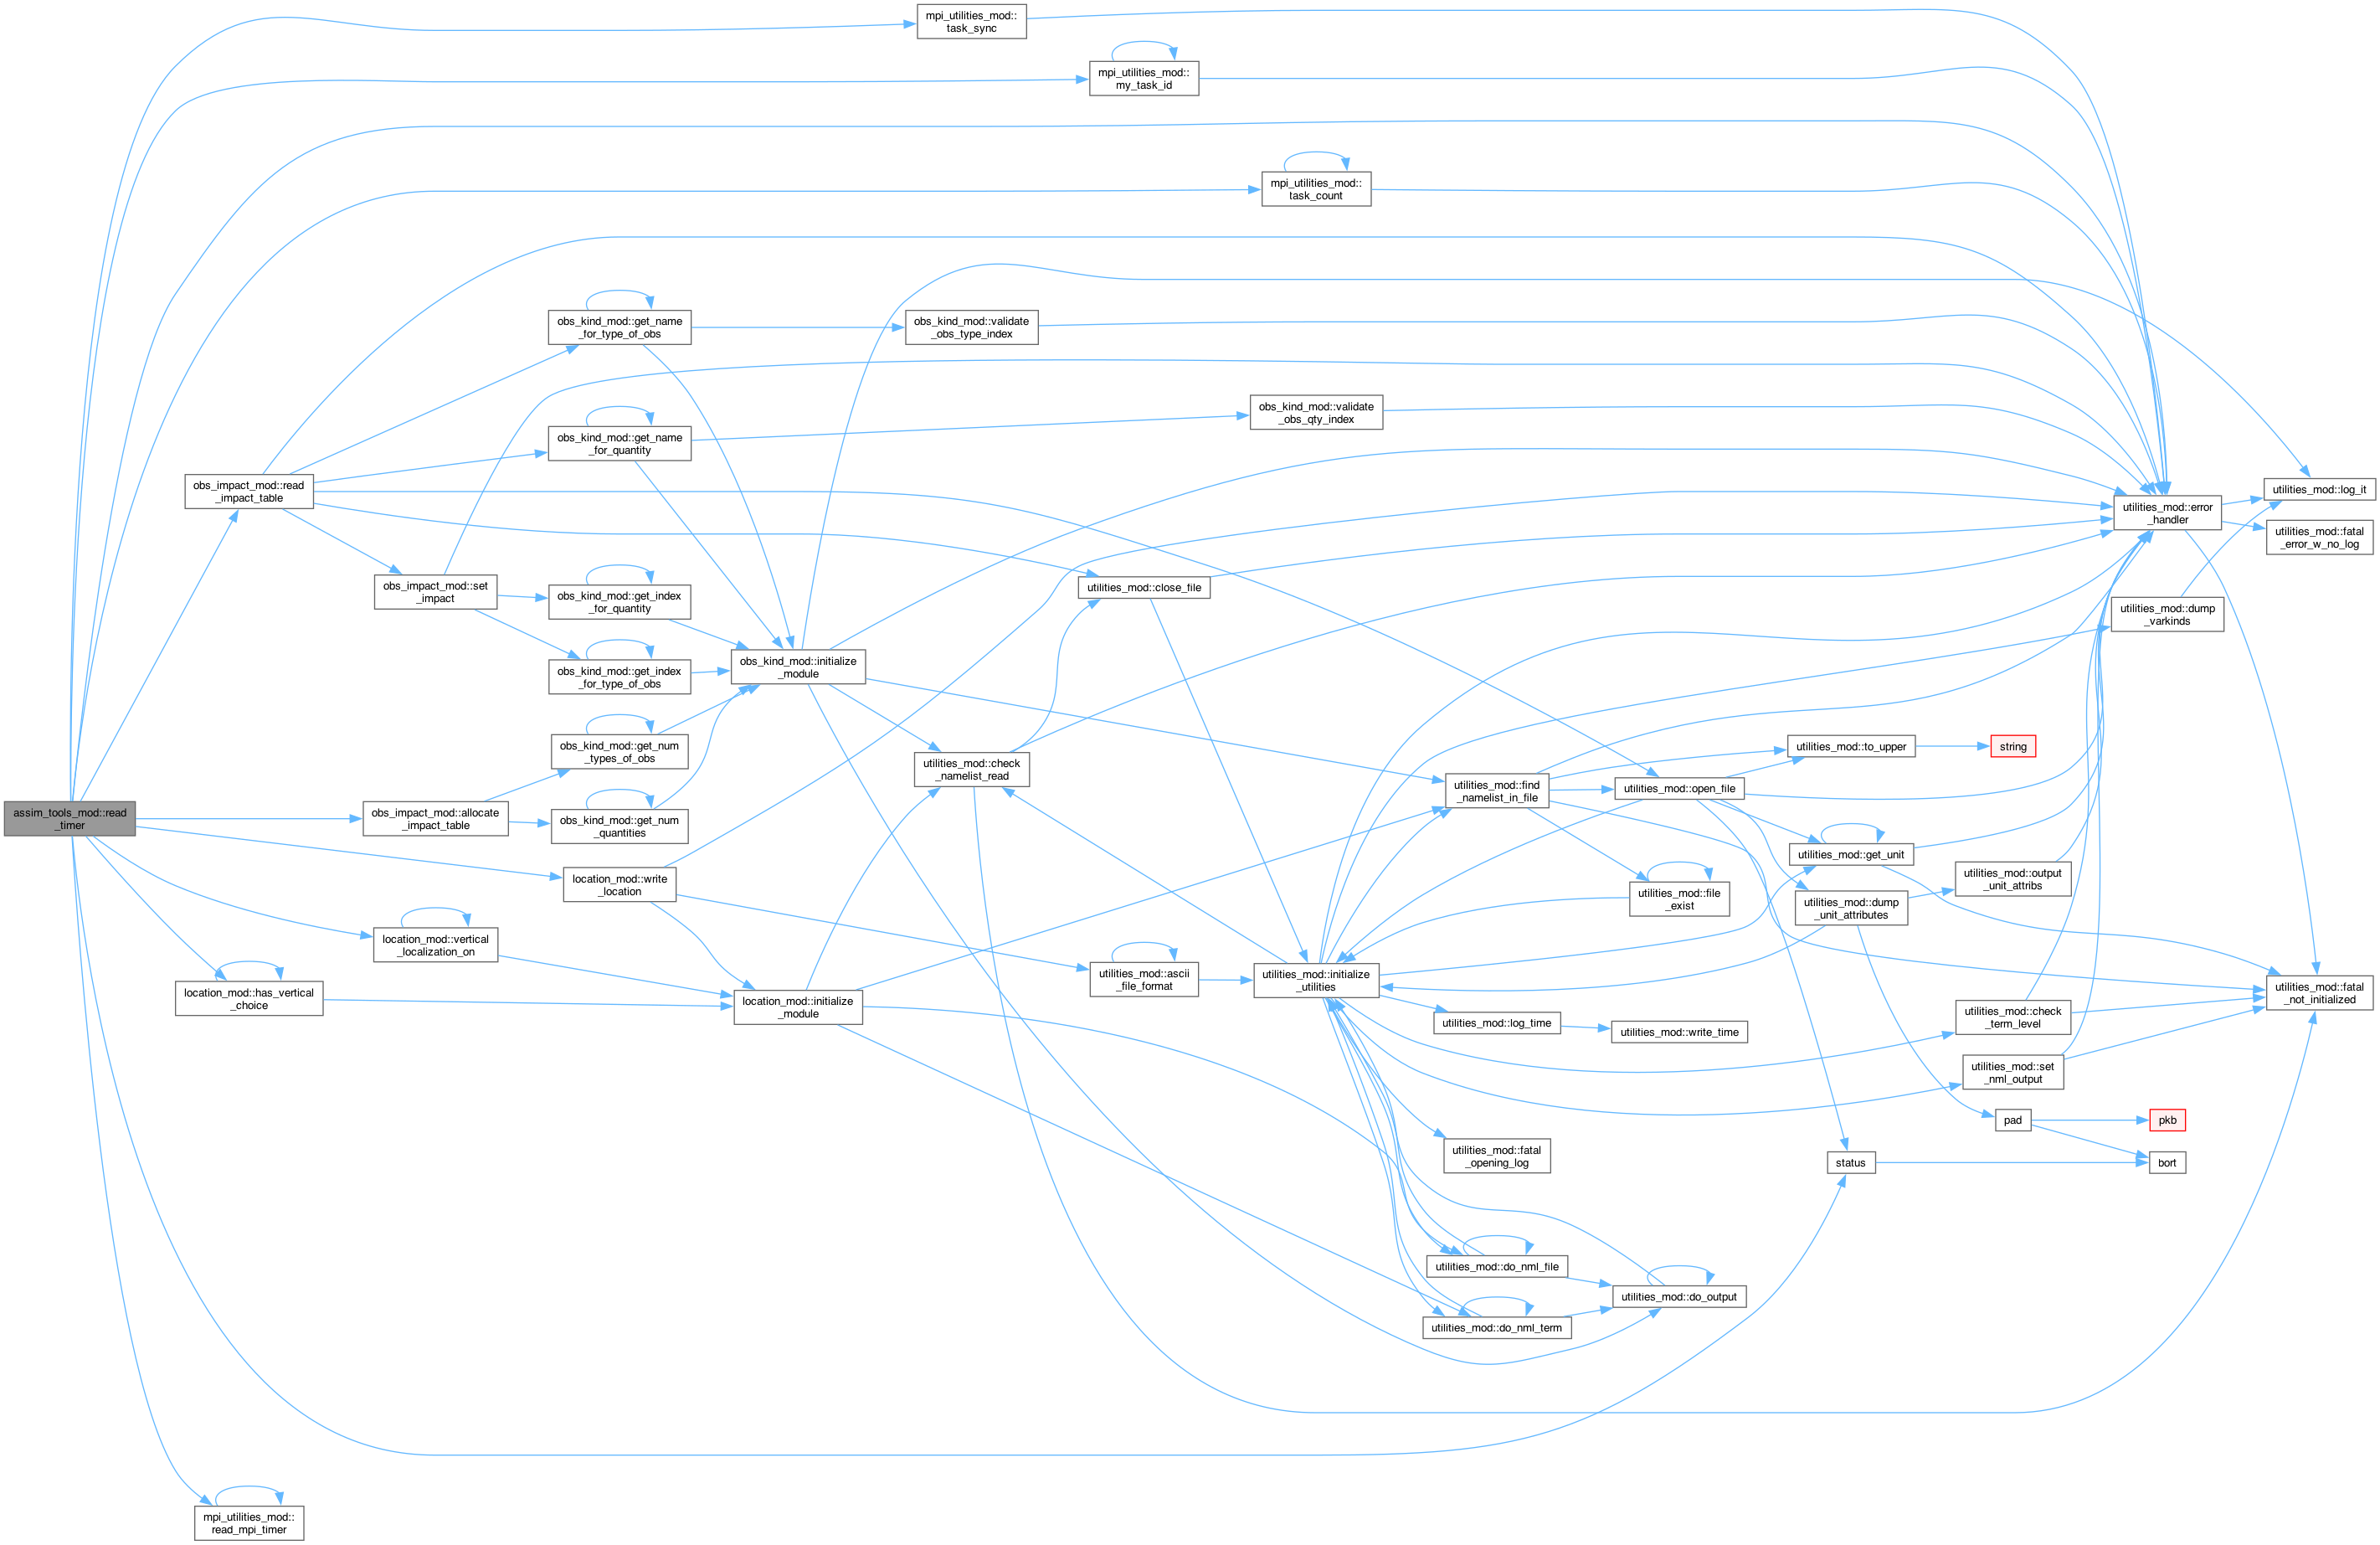 mpi_utilities_mod::
task_sync
mpi_utilities_mod::
my_task_id
mpi_utilities_mod::
task_count
obs_kind_mod::get_name
_for_type_of_obs
obs_kind_mod::validate
_obs_type_index
obs_kind_mod::validate
_obs_qty_index
obs_kind_mod::get_name
_for_quantity
obs_impact_mod::read
_impact_table
utilities_mod::log_it
utilities_mod::error
_handler
utilities_mod::fatal
_error_w_no_log
obs_impact_mod::set
_impact
obs_kind_mod::get_index
_for_quantity
utilities_mod::close_file
utilities_mod::dump
_varkinds
obs_kind_mod::get_index
_for_type_of_obs
obs_kind_mod::initialize
_module
obs_kind_mod::get_num
_types_of_obs
utilities_mod::check
_namelist_read
utilities_mod::to_upper
string
utilities_mod::find
_namelist_in_file
utilities_mod::open_file
assim_tools_mod::read
_timer
obs_impact_mod::allocate
_impact_table
obs_kind_mod::get_num
_quantities
utilities_mod::get_unit
location_mod::write
_location
utilities_mod::file
_exist
utilities_mod::output
_unit_attribs
utilities_mod::dump
_unit_attributes
location_mod::vertical
_localization_on
utilities_mod::ascii
_file_format
utilities_mod::initialize
_utilities
location_mod::has_vertical
_choice
location_mod::initialize
_module
utilities_mod::fatal
_not_initialized
utilities_mod::log_time
utilities_mod::write_time
utilities_mod::check
_term_level
utilities_mod::set
_nml_output
pad
pkb
utilities_mod::fatal
_opening_log
status
bort
utilities_mod::do_nml_file
utilities_mod::do_output
utilities_mod::do_nml_term
mpi_utilities_mod::
read_mpi_timer